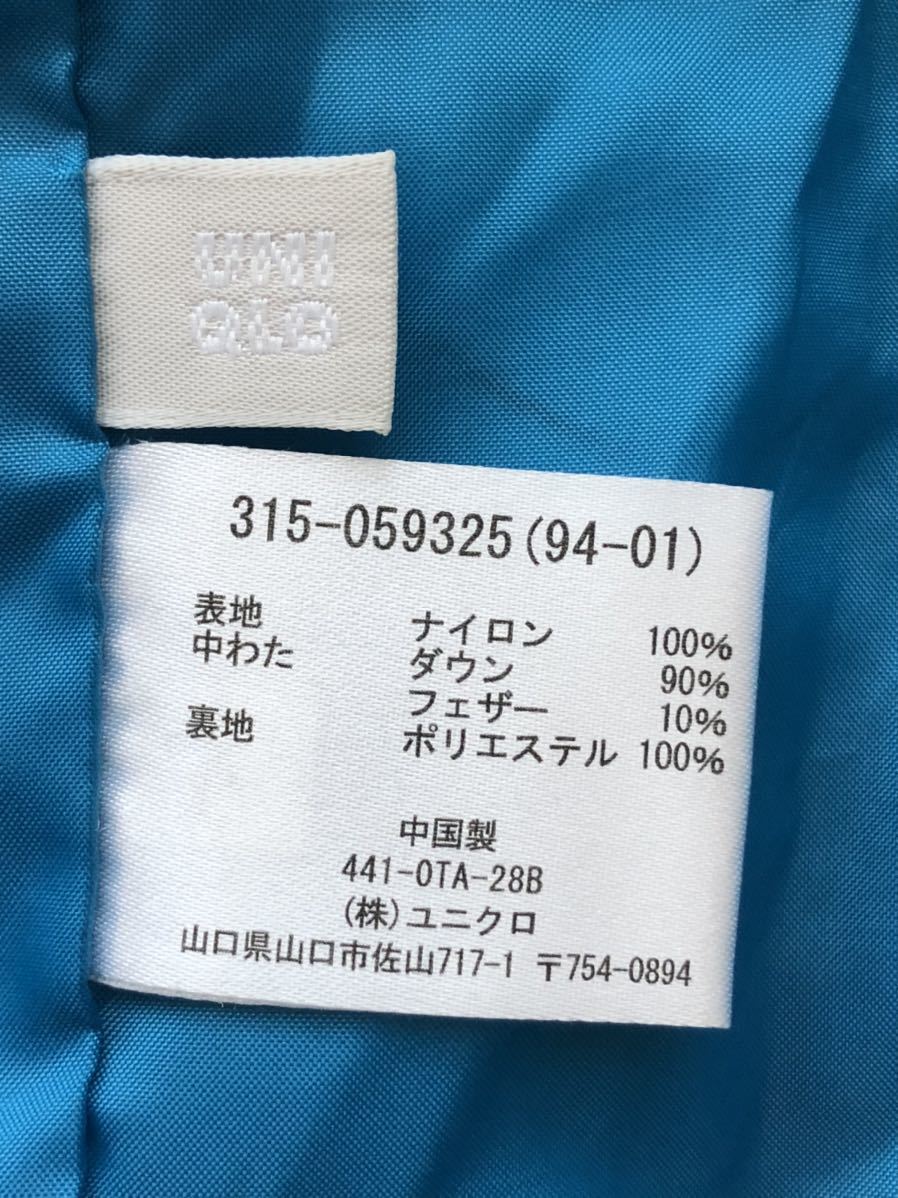 UNI
QLO
315-059325(94-01)
表地 ナイロン 100%
中わた ダウン 90%
フェザー 10%
裏地 ポリエステル 100%
中国製
441-OTA-28B
(株)ユニクロ
山口県山口市佐山717-1 〒754-0894